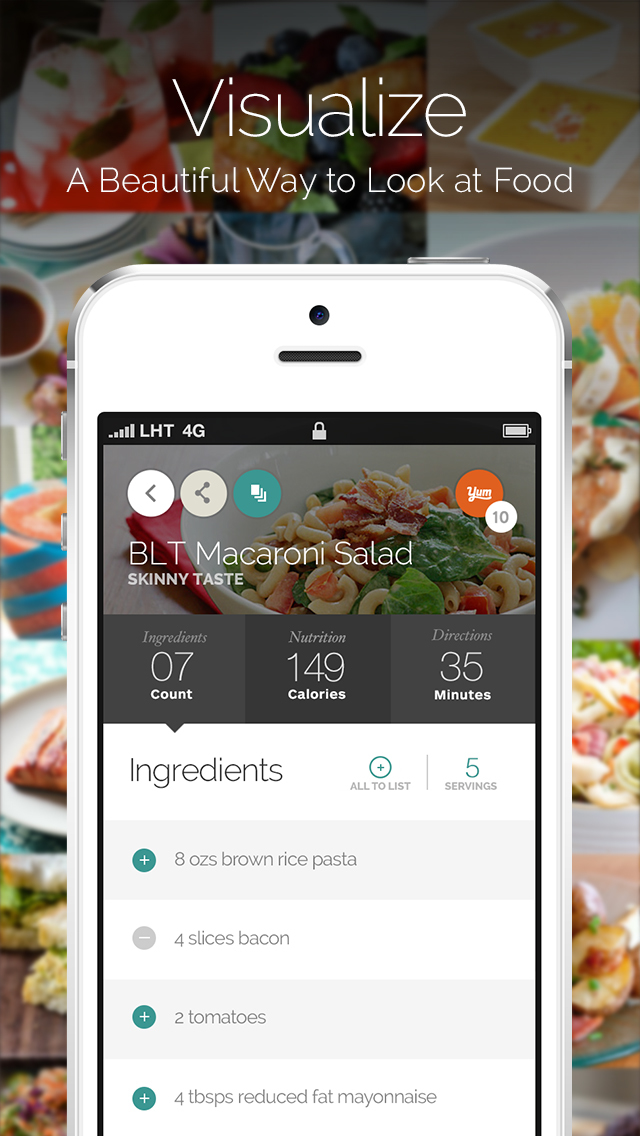 Visualize
A Beautiful Way to Look at Food
LHT 4G
Yum
10
BLT Macaroni Salad
SKINNY TASTE
Ingredients Nutrition Directions
07 149 35
Count Calories Minutes
Ingredients
5
ALL TO LIST SERVINGS
8 ozs brown rice pasta
4 slices bacon
2 tomatoes
4 tbsps reduced fat mayonnaise